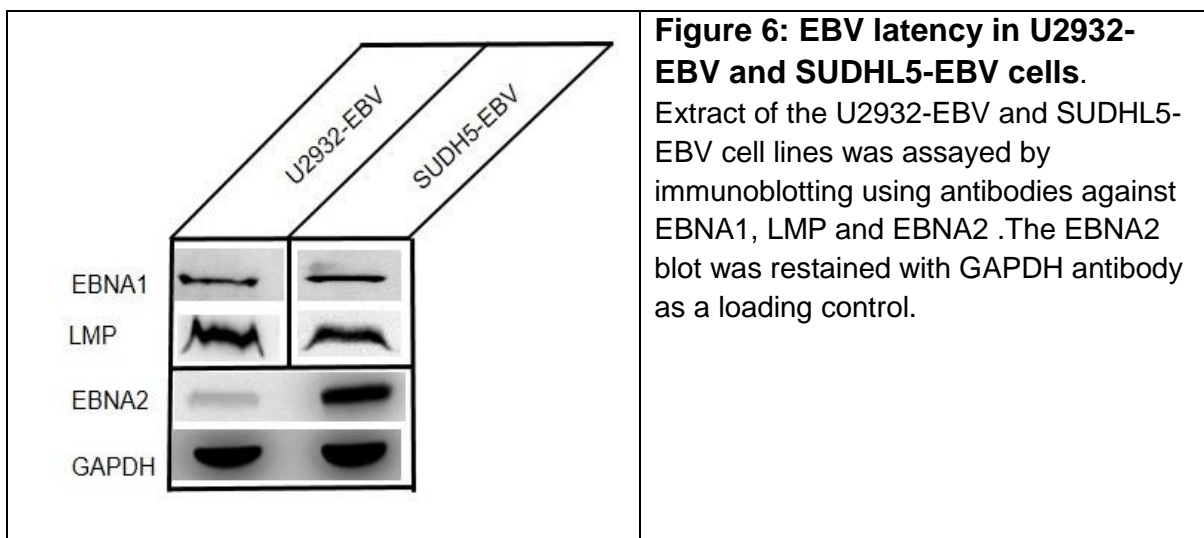 U2932-EBV
SUDH5-EBV
EBNA1
LMP
EBNA2
GAPDH
Figure 6: EBV latency in U2932-
EBV and SUDHL5-EBV cells.
Extract of the U2932-EBV and SUDHL5-
EBV cell lines was assayed by
immunoblotting using antibodies against
EBNA1, LMP and EBNA2 .The EBNA2
blot was restained with GAPDH antibody
as a loading control.